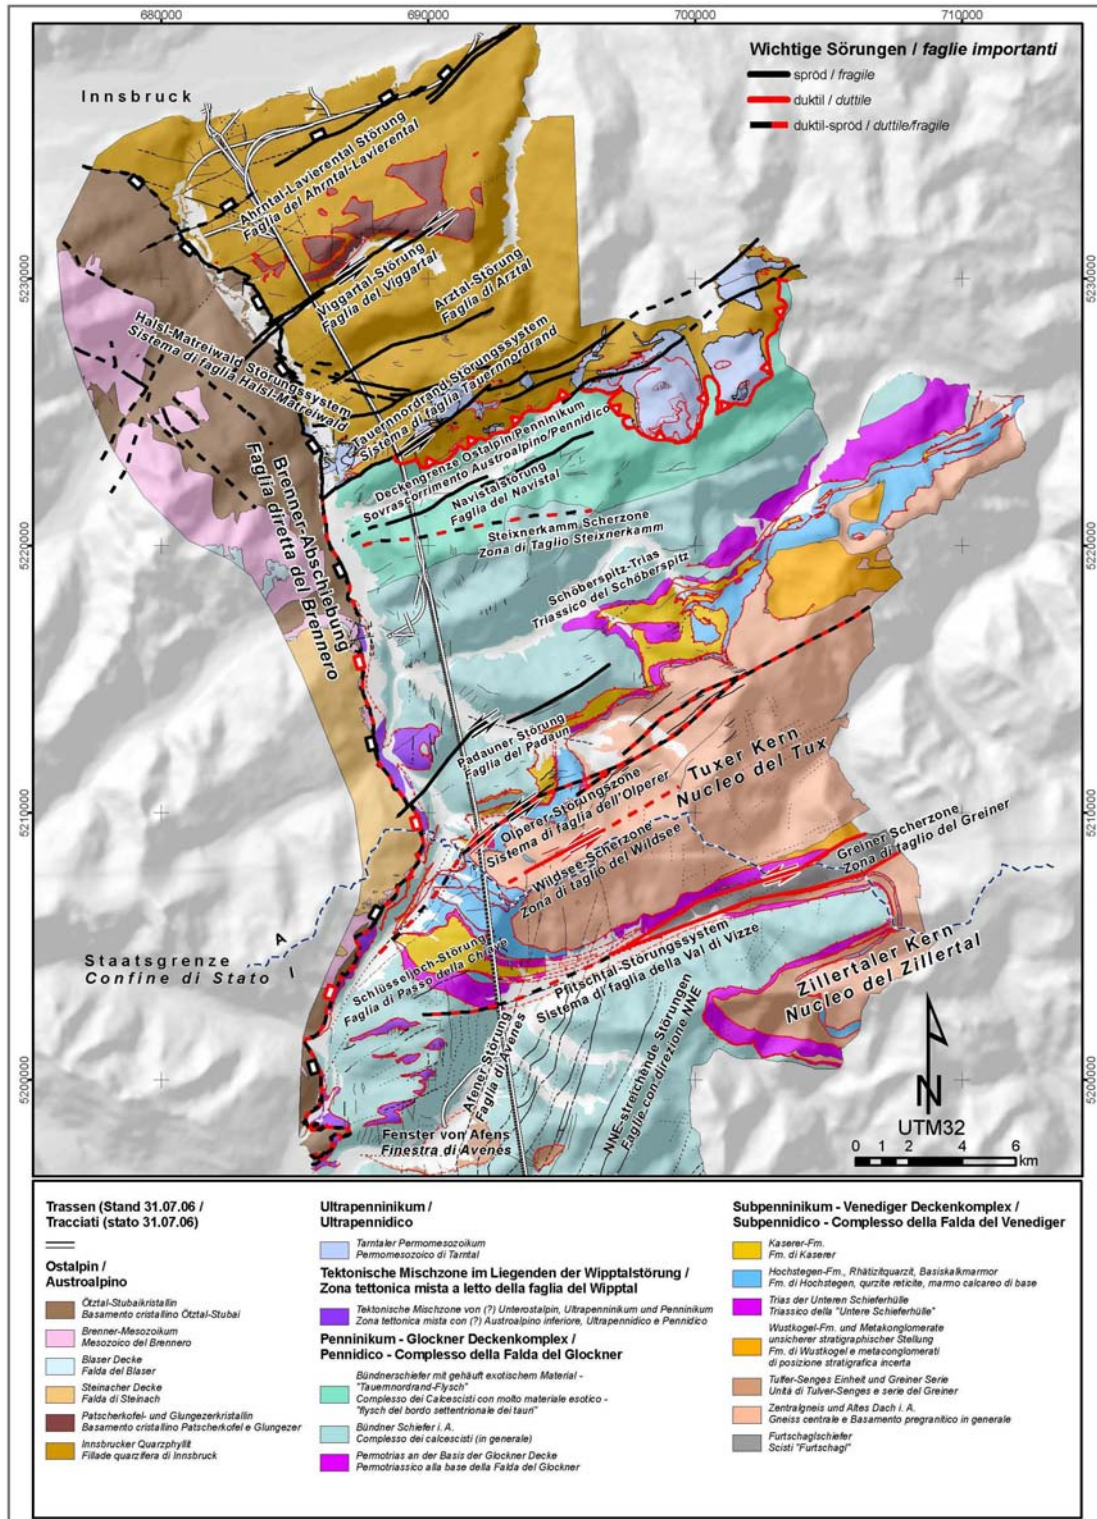 680000
690000
700000
710000
Wichtige Sörungen / faglie importanti
spröd / fragile
duktil / duttile
duktil-spröd / duttile/fragile
Innsbruck
Ahrntal-Lavierental Störung
Faglia del Ahrntal-Lavierental
5230000
5230000
Viggartal-Störung
Faglia del Viggartal
Arztal-Störung
Faglia di Arztal
Halsl-Matreiwald Störungssystem
Sistema di faglia Halsl-Matreiwald
Tauernnordrand-Störungssystem
Sistema di faglia Tauernnordrand
Deckengrenze Ostalpin/Penninikum
Sovrascorrimento Austroalpino/Pennidico
Navistalstörung
Faglia del Navistal
Brenner-Abschiebung
Faglia diretta del Brennero
Steixnerkamm Scherzone
Zona di Taglio Steixnerkamm
5220000
5220000
Schöberspitz-Trias
Triassico del Schöberspitz
Padauner Störung
Faglia del Padaun
Tuxer Kern
Nucleo del Tux
5210000
5210000
Olperer-Störungszone
Sistema di faglia dell'Olperer
Wildsee-Scherzone
Zona di taglio del Wildsee
Greiner Scherzone
Zona di taglio del Greiner
A
I
Staatsgrenze
Confine di Stato
Schlüsseljoch-Störung
Faglia di Passo della Chiave
Pfitschtal-Störungssystem
Sistema di faglia della Val di Vizze
Zillertaler Kern
Nucleo del Zillertal
Afener Störung
Faglia di Avenes
NNE-streichende Störungen
Faglie con direzione NNE
5200000
5200000
Fenster von Afens
Finestra di Avenes
N
UTM32
0 2 4 6
km
Trassen (Stand 31.07.06 /
Tracciati (stato 31.07.06)
Ostalpin /
Austroalpino
Ötztal-Stubaikristallin
Basamento cristallino Ötztal-Stubai
Brenner-Mesozoikum
Mesozoico del Brennero
Blaser Decke
Falda del Blaser
Steinacher Decke
Falda di Steinach
Patscherkofel- und Glungezerkristallin
Basamento cristallino Patscherkofel e Glungezer
Innsbrucker Quarzphyllit
Fillade quarzifera di Innsbruck
Ultrapenninikum /
Ultrapennidico
Tarntaler Permomesozoikum
Permomesozoico di Tarntal
Tektonische Mischzone im Liegenden der Wipptalstörung /
Zona tettonica mista a letto della faglia del Wipptal
Tektonische Mischzone von (?) Unterostalpin, Ultrapenninikum und Penninikum
Zona tettonica mista con (?) Austroalpino inferiore, Ultrapennidico e Pennidico
Penninikum - Glockner Deckenkomplex /
Pennidico - Complesso della Falda del Glockner
Bündnerschiefer mit gehäuft exotischem Material -
"Tauernnordrand-Flysch"
Complesso dei Calcescisti con molto materiale esotico -
"flysch del bordo settentrionale dei tauri"
Bündner Schiefer i. A.
Complesso dei calcescisti (in generale)
Permotrias an der Basis der Glockner Decke
Permotriassico alla base della Falda del Glockner
Subpenninikum - Venediger Deckenkomplex /
Subpennidico - Complesso della Falda del Venediger
Kaserer-Fm.
Fm. di Kaserer
Hochstegen-Fm., Rhätizitquarzit, Basiskalkmarmor
Fm. di Hochstegen, qurzite reticite, marmo calcareo di base
Trias der Unteren Schieferhülle
Triassico della "Untere Schieferhülle"
Wustkogel-Fm. und Metakonglomerate
unsicherer stratigraphischer Stellung
Fm. di Wustkogel e metaconglomerati
di posizione stratigrafica incerta
Tulfer-Senges Einheit und Greiner Serie
Unità di Tulver-Senges e serie del Greiner
Zentralgneis und Altes Dach i. A.
Gneiss centrale e Basamento pregranitico in generale
Furtschaglschiefer
Scisti "Furtschagl"